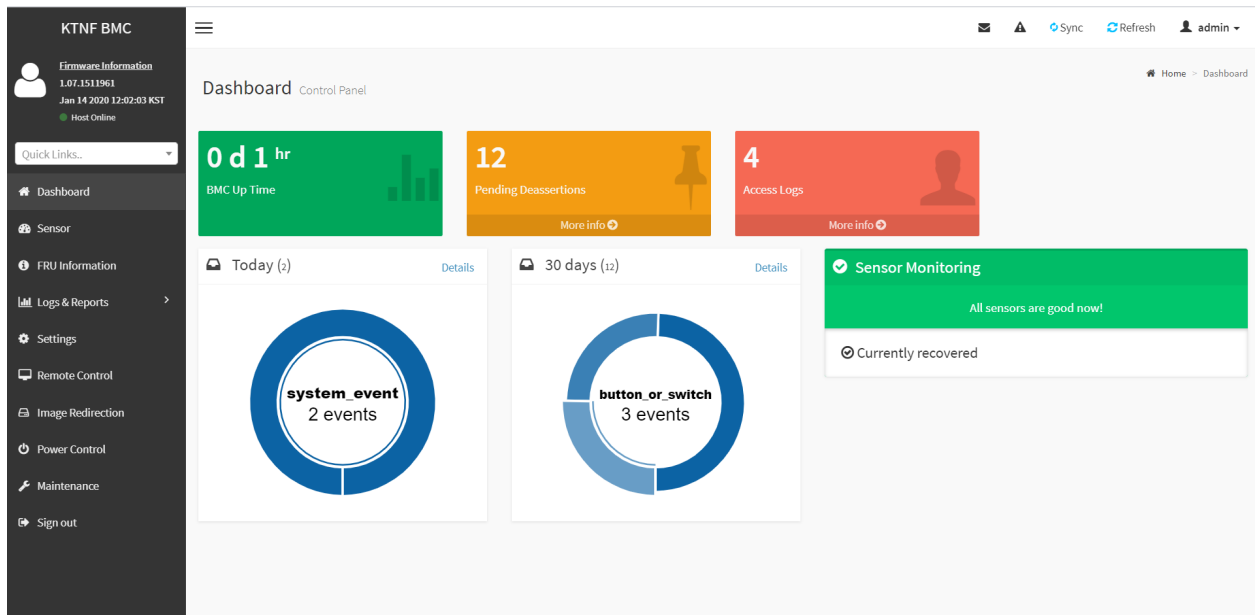 KTNF BMC
Sync
Refresh
admin
Firmware Information
1.07.1511961
Jan 14 2020 12:02:03 KST
Host Online
Quick Links..
Dashboard
Sensor
FRU Information
Logs & Reports
Settings
Remote Control
Image Redirection
Power Control
Maintenance
Sign out
Dashboard Control Panel
Home > Dashboard
0 d 1 hr
BMC Up Time
12
Pending Deassertions
More info
4
Access Logs
More info
Today (2)
Details
system_event
2 events
30 days (12)
Details
button_or_switch
3 events
Sensor Monitoring
All sensors are good now!
Currently recovered